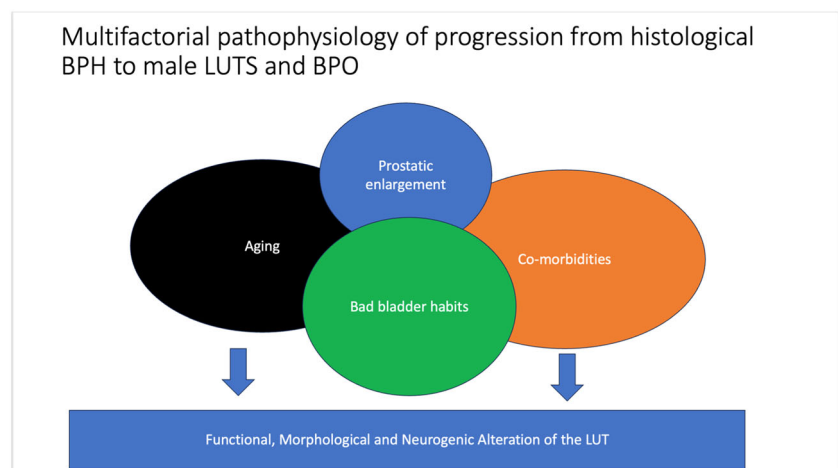 Multifactorial pathophysiology of progression from histological
BPH to male LUTS and BPO
Prostatic
enlargement
Aging
Co-morbidities
Bad bladder habits
Functional, Morphological and Neurogenic Alteration of the LUT